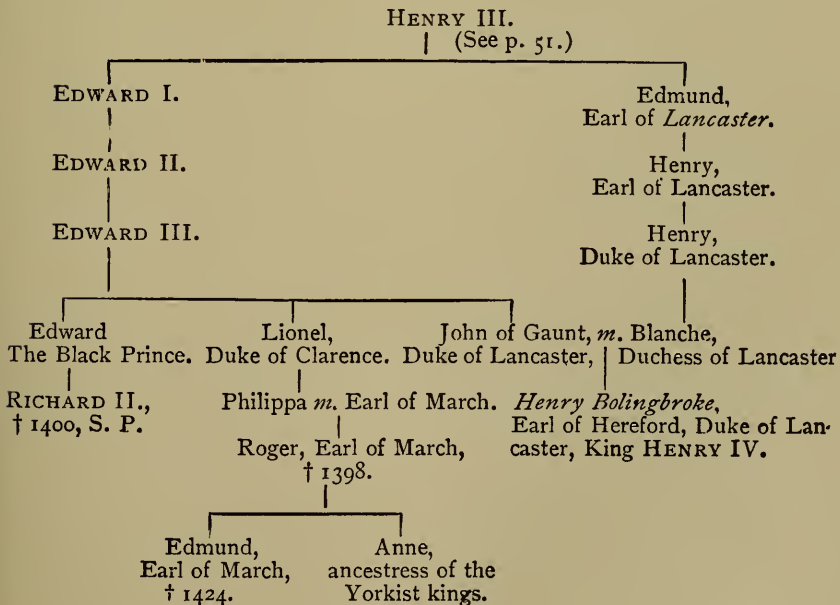 HENRY III.
(See p. 51.)
EDWARD I.
Edmund,
Earl of Lancaster.
EDWARD II.
Henry,
Earl of Lancaster.
EDWARD III.
Henry,
Duke of Lancaster.
Edward
The Black Prince.
Lionel,
Duke of Clarence.
John of Gaunt, m. Blanche,
Duke of Lancaster, Duchess of Lancaster
RICHARD II.,
† 1400, S. P.
Philippa m. Earl of March.
Henry Bolingbroke,
Earl of Hereford, Duke of Lan-
caster, King HENRY IV.
Roger, Earl of March,
† 1398.
Edmund,
Earl of March,
† 1424.
Anne,
ancestress of the
Yorkist kings.